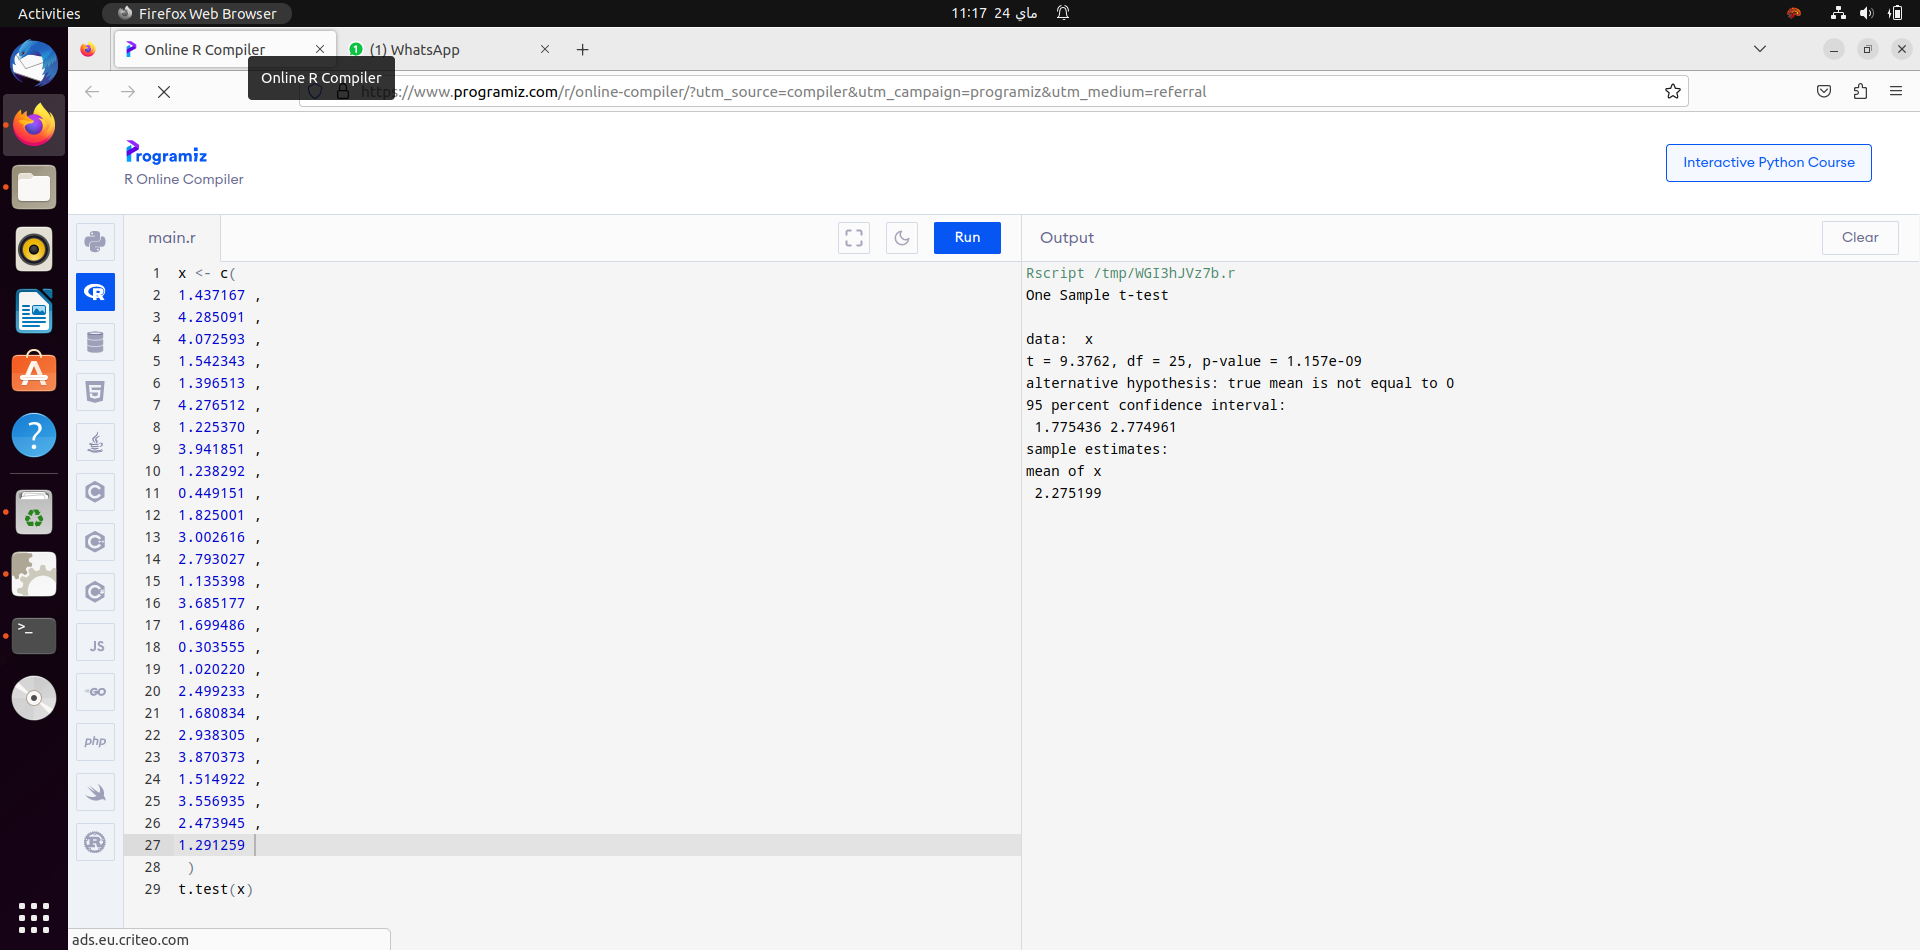 Activities
Firefox Web Browser
11:17 24 ماي
Online R Compiler
(1) WhatsApp
Online R Compiler
https://www.programiz.com/r/online-compiler/?utm_source=compiler&utm_campaign=programiz&utm_medium=referral
Programiz
R Online Compiler
Interactive Python Course
main.r
Run
Output
Clear
1 x <- c(
2 1.437167 ,
3 4.285091 ,
4 4.072593 ,
5 1.542343 ,
6 1.396513 ,
7 4.276512 ,
8 1.225370 ,
9 3.941851 ,
10 1.238292 ,
11 0.449151 ,
12 1.825001 ,
13 3.002616 ,
14 2.793027 ,
15 1.135398 ,
16 3.685177 ,
17 1.699486 ,
18 0.303555 ,
19 1.020220 ,
20 2.499233 ,
21 1.680834 ,
22 2.938305 ,
23 3.870373 ,
24 1.514922 ,
25 3.556935 ,
26 2.473945 ,
27 1.291259
28 )
29 t.test(x)
Rscript /tmp/WGI3hJVz7b.r
One Sample t-test
data:  x
t = 9.3762, df = 25, p-value = 1.157e-09
alternative hypothesis: true mean is not equal to 0
95 percent confidence interval:
1.775436 2.774961
sample estimates:
mean of x
2.275199
JS
GO
php
ads.eu.criteo.com